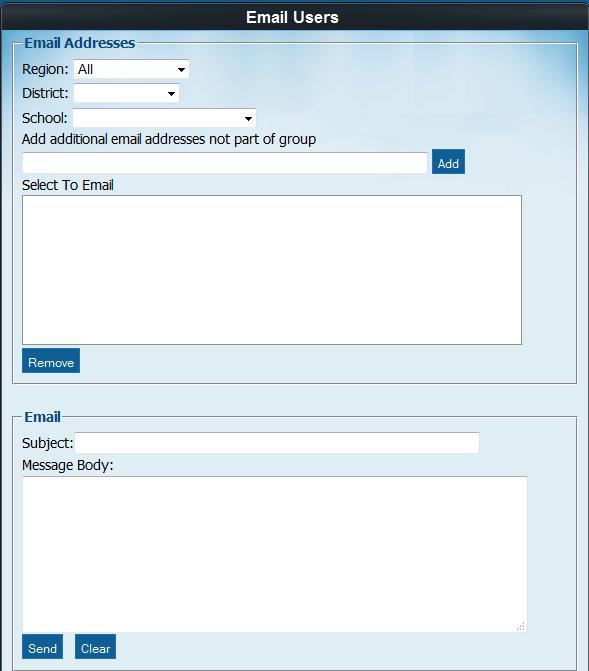 Email Users
Email Addresses
Region: All
District:
School:
Add additional email addresses not part of group
Add
Select To Email
Remove
Email
Subject:
Message Body:
Send Clear